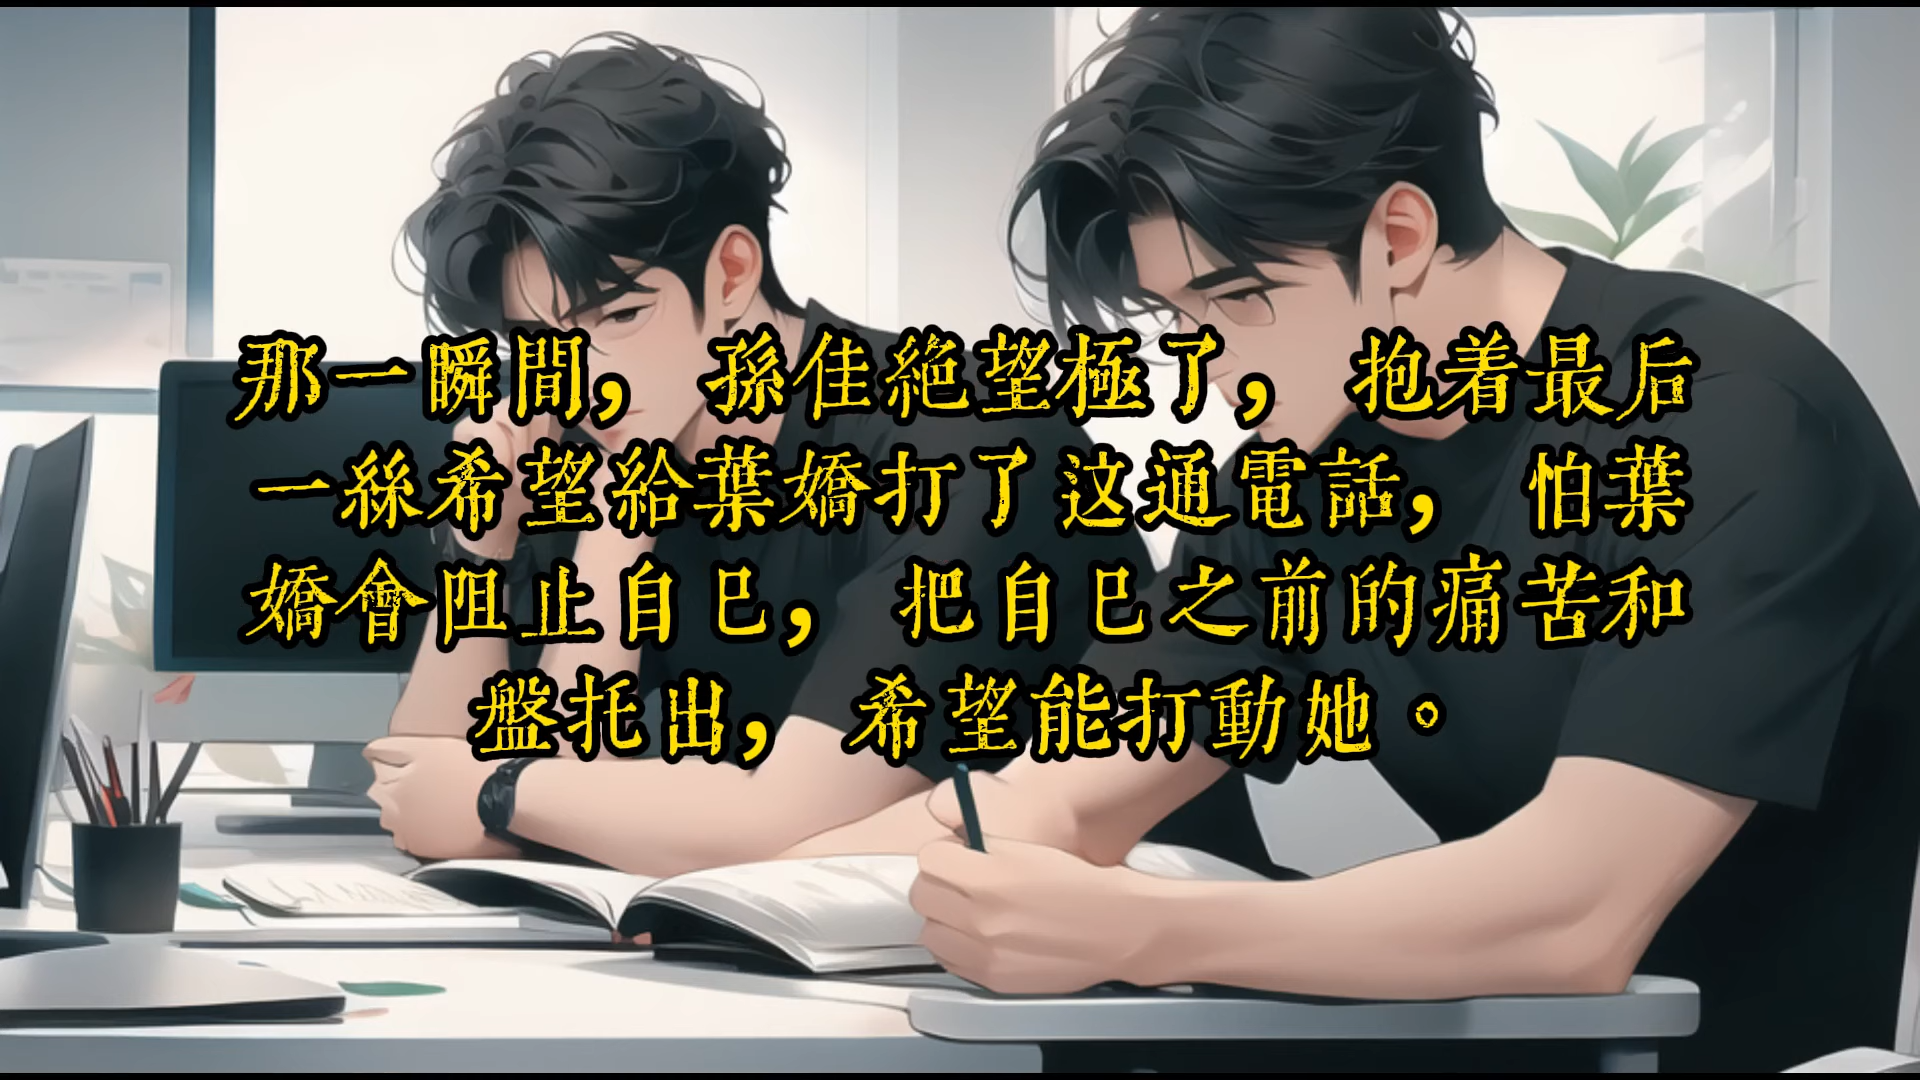 那一瞬間，孫佳絶望極了，抱着最后
一絲希望給葉嬌打了这通電話，怕葉
嬌會阻止自已，把自已之前的痛苦和
盤托出，希望能打動她。